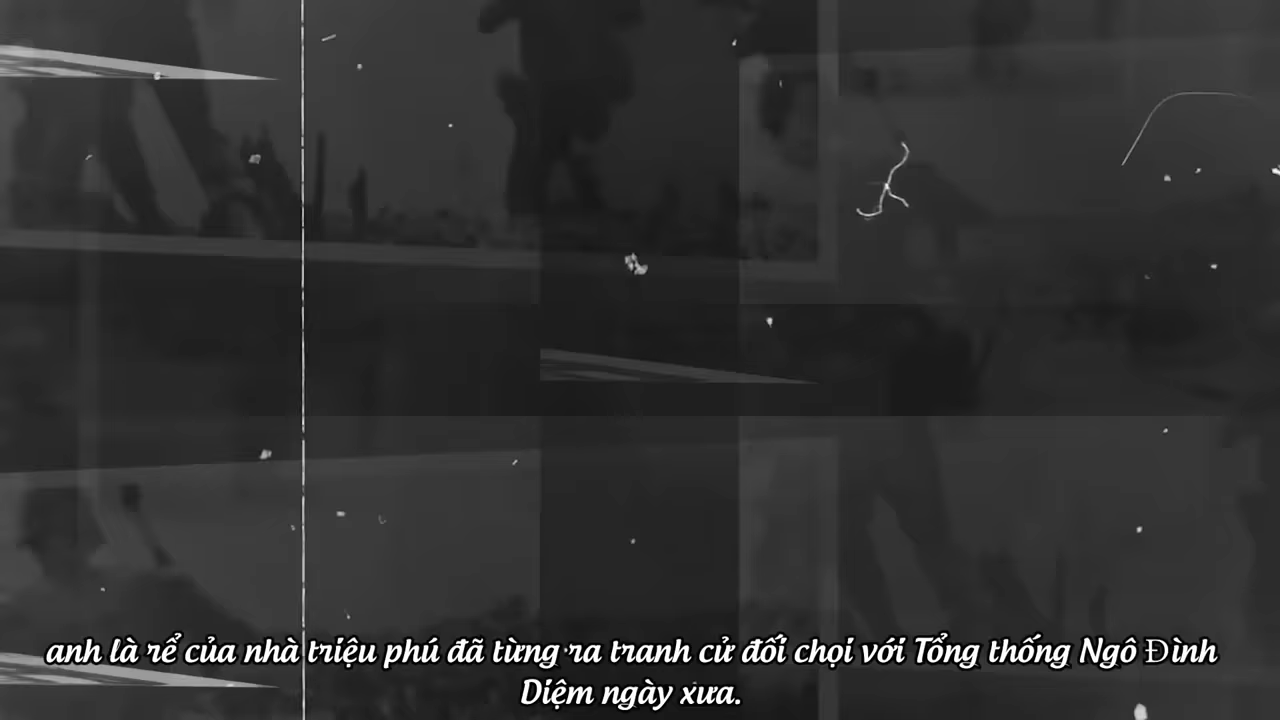 anh là rể của nhà triệu phú đã từng ra tranh cử đối chọi với Tổng thống Ngô Đình
Diệm ngày xưa.